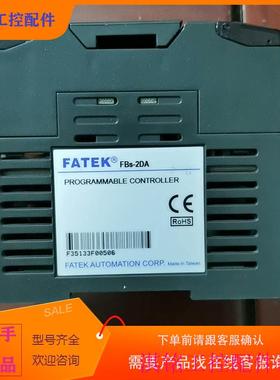 工控配件
FATEK® FBs-2DA
PROGRAMMABLE CONTROLLER
CE
RoHS
F35133F00506
FATEK AUTOMATION CORP. Made in Taiwan
手
品
SALE
型号齐全
欢迎咨询
下单前请跟客服确认
需要产品找在线客服咨询